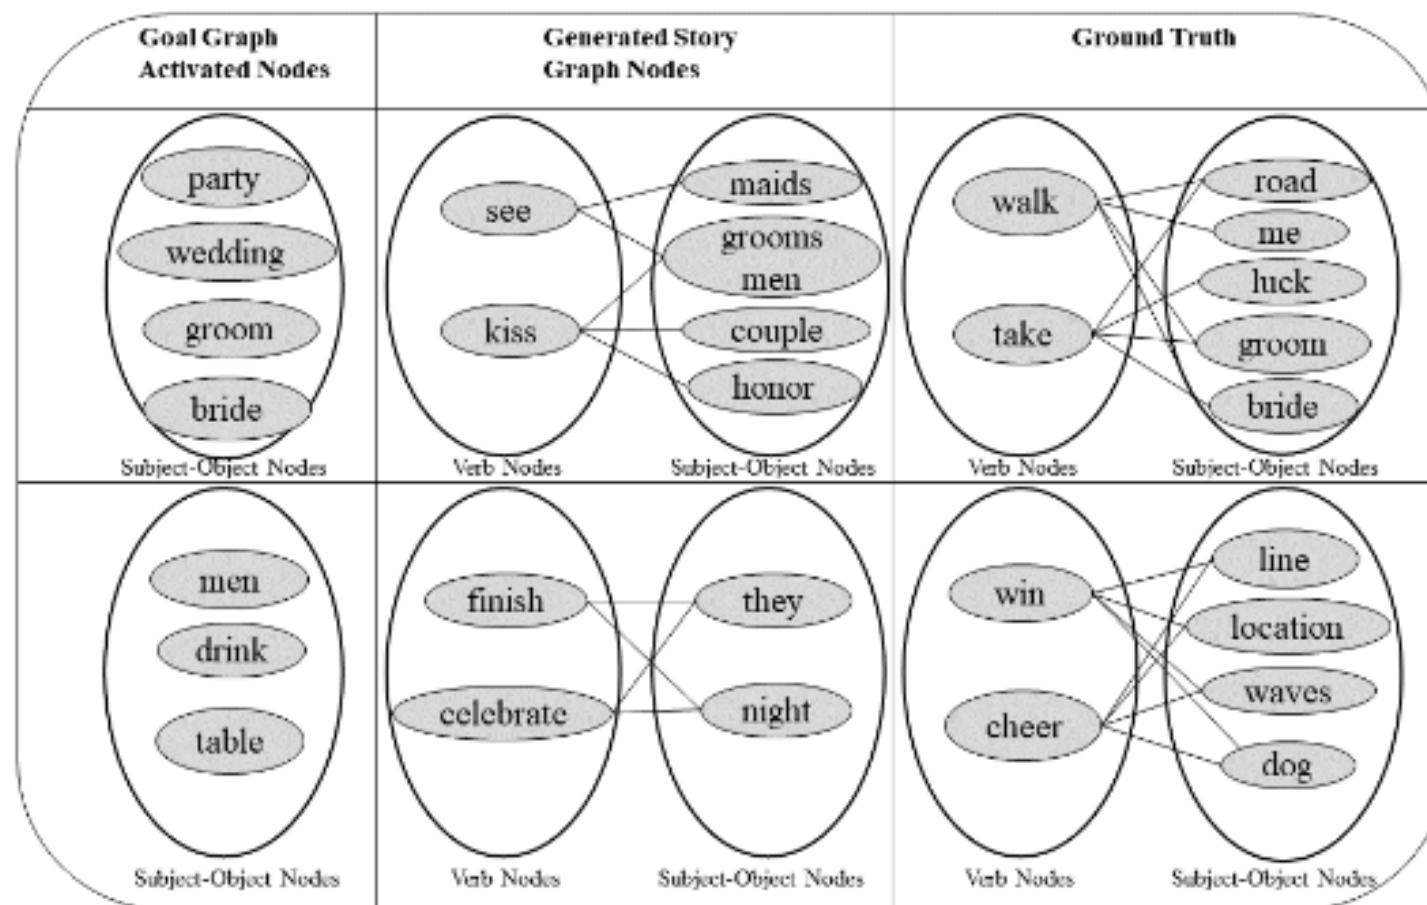 Goal Graph
Activated Nodes
Generated Story
Graph Nodes
Ground Truth
party
wedding
groom
bride
Subject-Object Nodes
see
kiss
Verb Nodes
maids
grooms
men
couple
honor
Subject-Object Nodes
walk
take
Verb Nodes
road
me
luck
groom
bride
Subject-Object Nodes
men
drink
table
Subject-Object Nodes
finish
celebrate
Verb Nodes
they
night
Subject-Object Nodes
win
cheer
Verb Nodes
line
location
waves
dog
Subject-Object Nodes